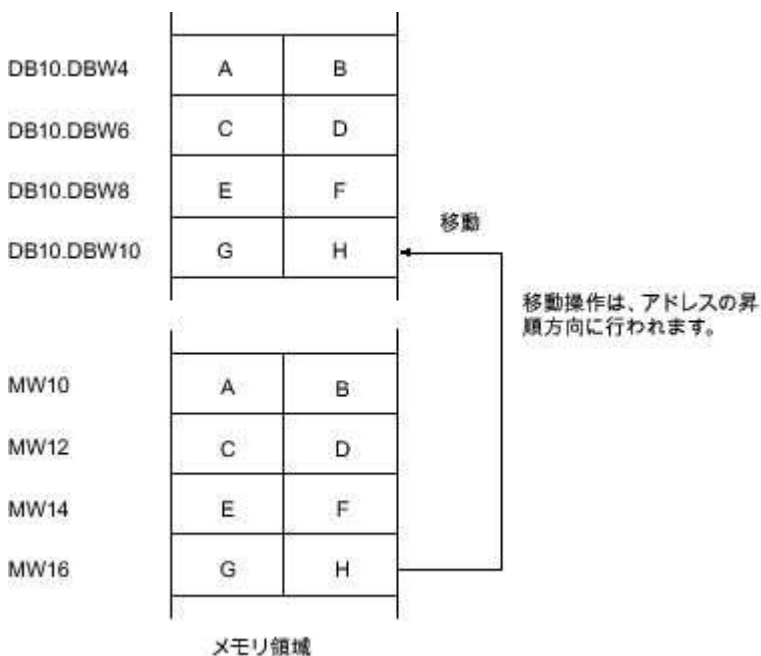 DB10.DBW4 A B
DB10.DBW6 C D
DB10.DBW8 E F
DB10.DBW10 G H
移動
移動操作は、アドレスの昇
順方向に行われます。
MW10 A B
MW12 C D
MW14 E F
MW16 G H
メモリ領域